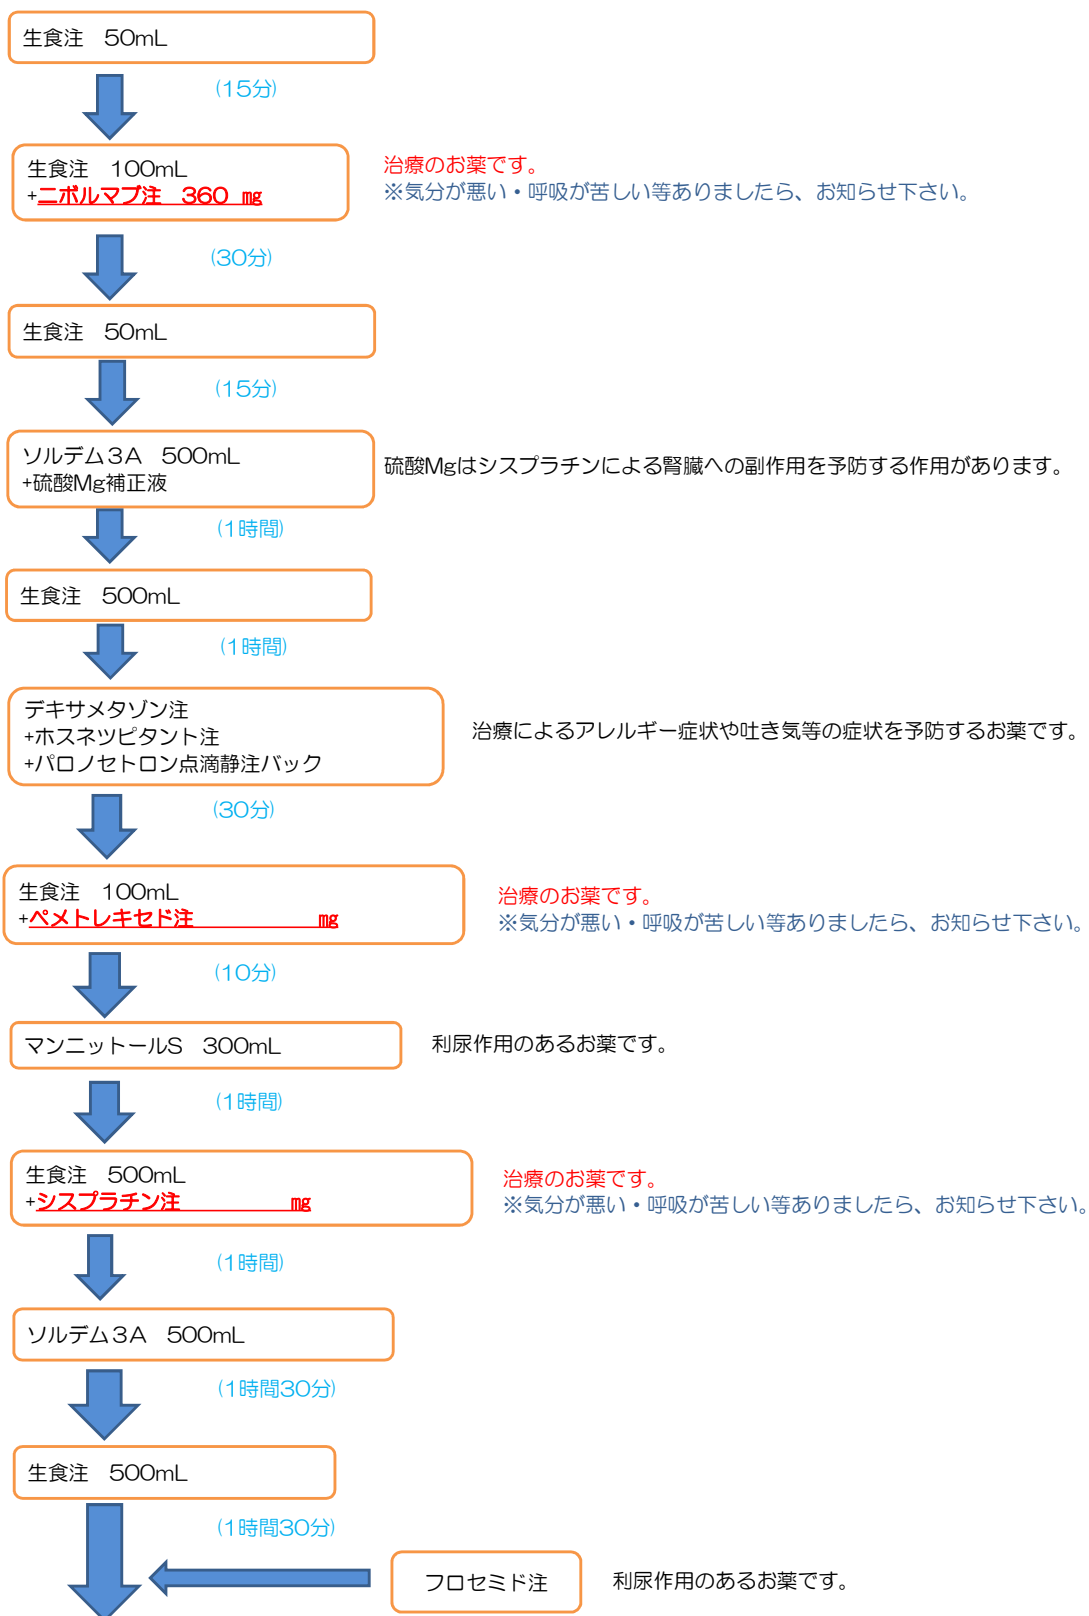 生食注　50mL
(15分)
生食注　100mL
+ニボルマブ注　360 mg
治療のお薬です。
※気分が悪い・呼吸が苦しい等ありましたら、お知らせ下さい。
(30分)
生食注　50mL
(15分)
ソルデム３A　500mL
+硫酸Mg補正液
硫酸Mgはシスプラチンによる腎臓への副作用を予防する作用があります。
(1時間)
生食注　500mL
(1時間)
デキサメタゾン注
+ホスネツピタント注
+パロノセトロン点滴静注バック
治療によるアレルギー症状や吐き気等の症状を予防するお薬です。
(30分)
生食注　100mL
+ペメトレキセド注　　　　　　　mg
治療のお薬です。
※気分が悪い・呼吸が苦しい等ありましたら、お知らせ下さい。
(10分)
マンニットールS　300mL
利尿作用のあるお薬です。
(1時間)
生食注　500mL
+シスプラチン注　　　　　　mg
治療のお薬です。
※気分が悪い・呼吸が苦しい等ありましたら、お知らせ下さい。
(1時間)
ソルデム３A　500mL
(1時間30分)
生食注　500mL
(1時間30分)
フロセミド注
利尿作用のあるお薬です。